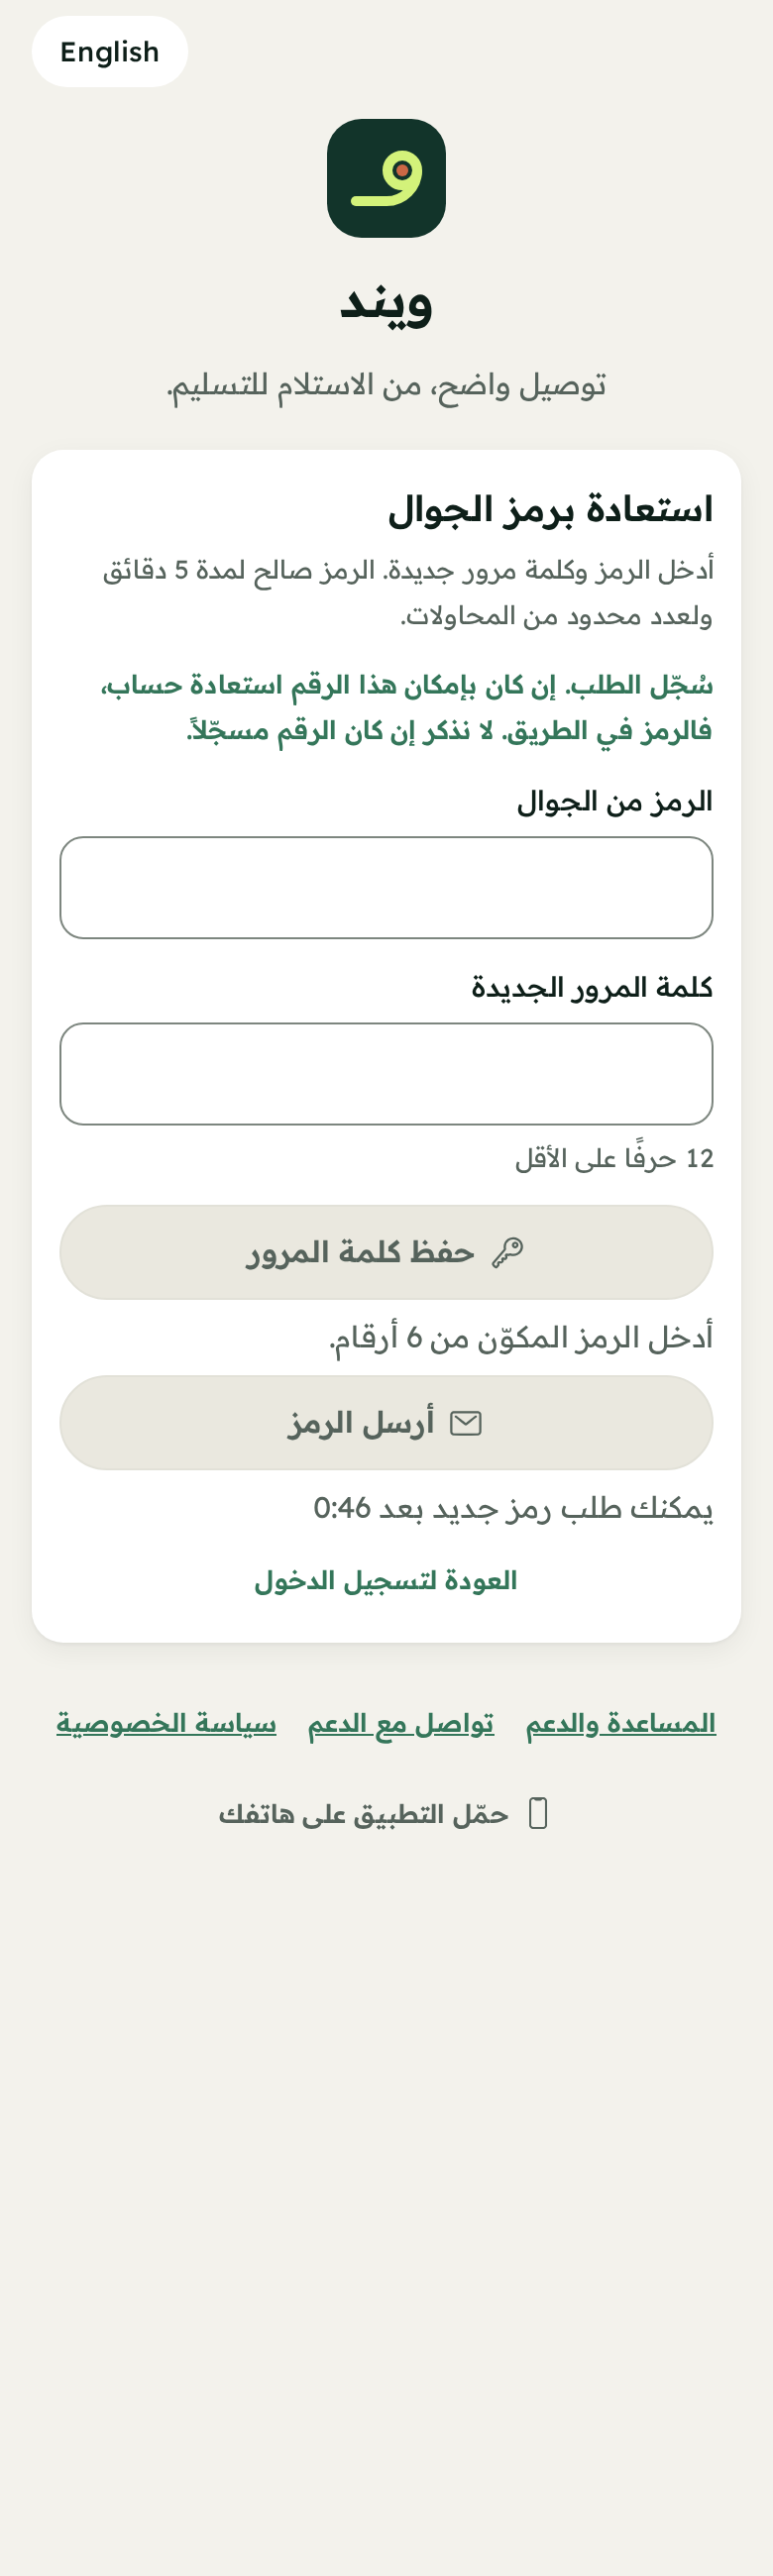 English
ويند
توصيل واضح، من الاستلام للتسليم.
استعادة برمز الجوال
أدخل الرمز وكلمة مرور جديدة. الرمز صالح لمدة 5 دقائق
ولعدد محدود من المحاولات.
سُجّل الطلب. إن كان بإمكان هذا الرقم استعادة حساب،
فالرمز في الطريق. لا نذكر إن كان الرقم مسجّلاً.
الرمز من الجوال
كلمة المرور الجديدة
12 حرفًا على الأقل
حفظ كلمة المرور
أدخل الرمز المكوّن من 6 أرقام.
أرسل الرمز
يمكنك طلب رمز جديد بعد 0:46
العودة لتسجيل الدخول
المساعدة والدعم تواصل مع الدعم سياسة الخصوصية
حمّل التطبيق على هاتفك